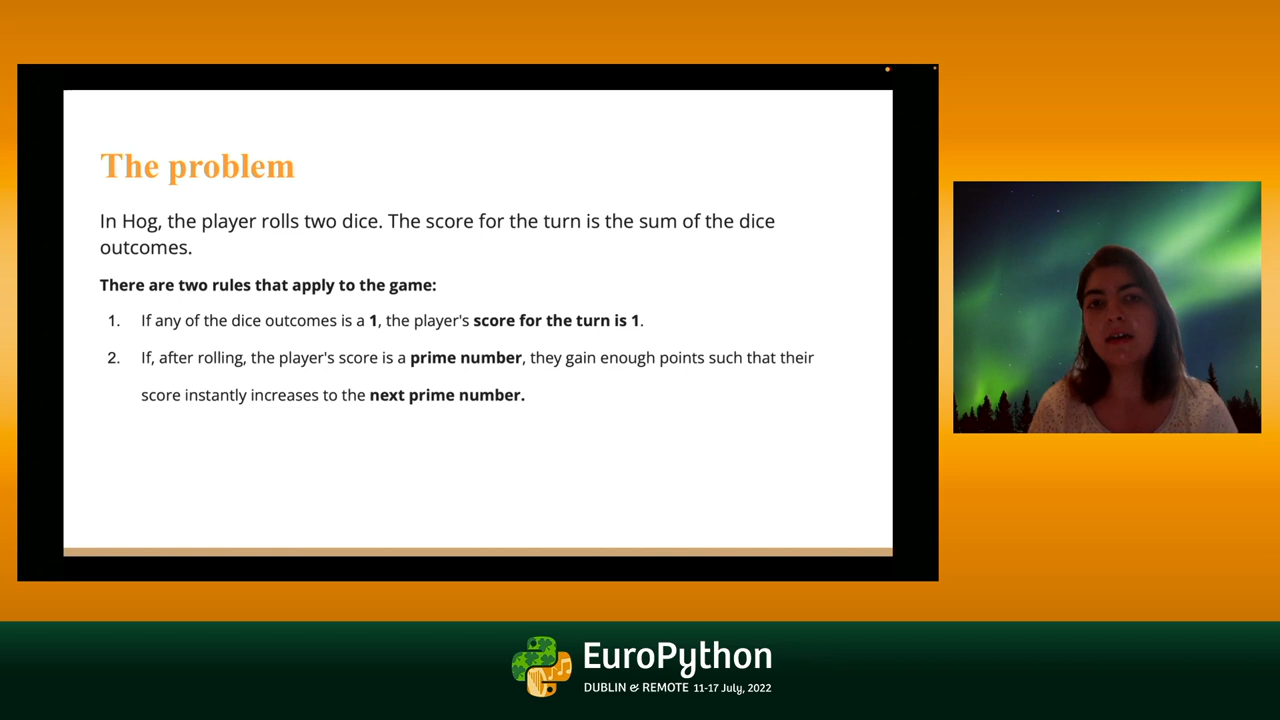 The problem
In Hog, the player rolls two dice. The score for the turn is the sum of the dice
outcomes.
There are two rules that apply to the game:
1. If any of the dice outcomes is a 1, the player's score for the turn is 1.
2. If, after rolling, the player's score is a prime number, they gain enough points such that their
score instantly increases to the next prime number.
EuroPython
DUBLIN & REMOTE 11-17 July, 2022